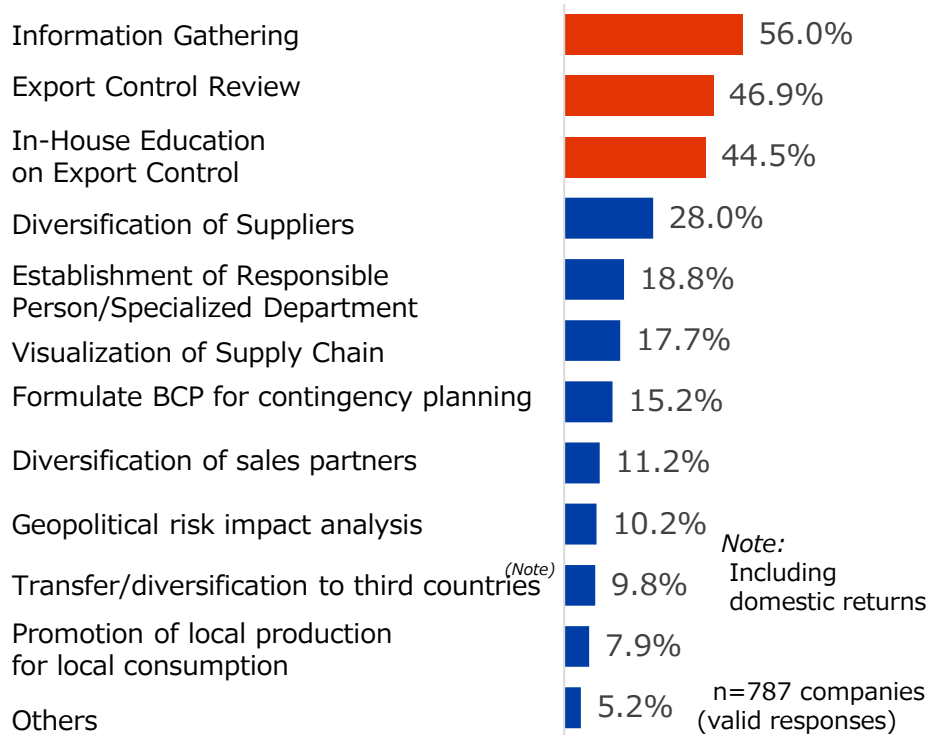 Information Gathering
56.0%
Export Control Review
46.9%
In-House Education
on Export Control
44.5%
Diversification of Suppliers
28.0%
Establishment of Responsible
Person/Specialized Department
18.8%
Visualization of Supply Chain
17.7%
Formulate BCP for contingency planning
15.2%
Diversification of sales partners
11.2%
Geopolitical risk impact analysis
10.2%
Transfer/diversification to third countries (Note)
9.8%
Note:
Including
domestic returns
Promotion of local production
for local consumption
7.9%
Others
5.2%
n=787 companies
(valid responses)